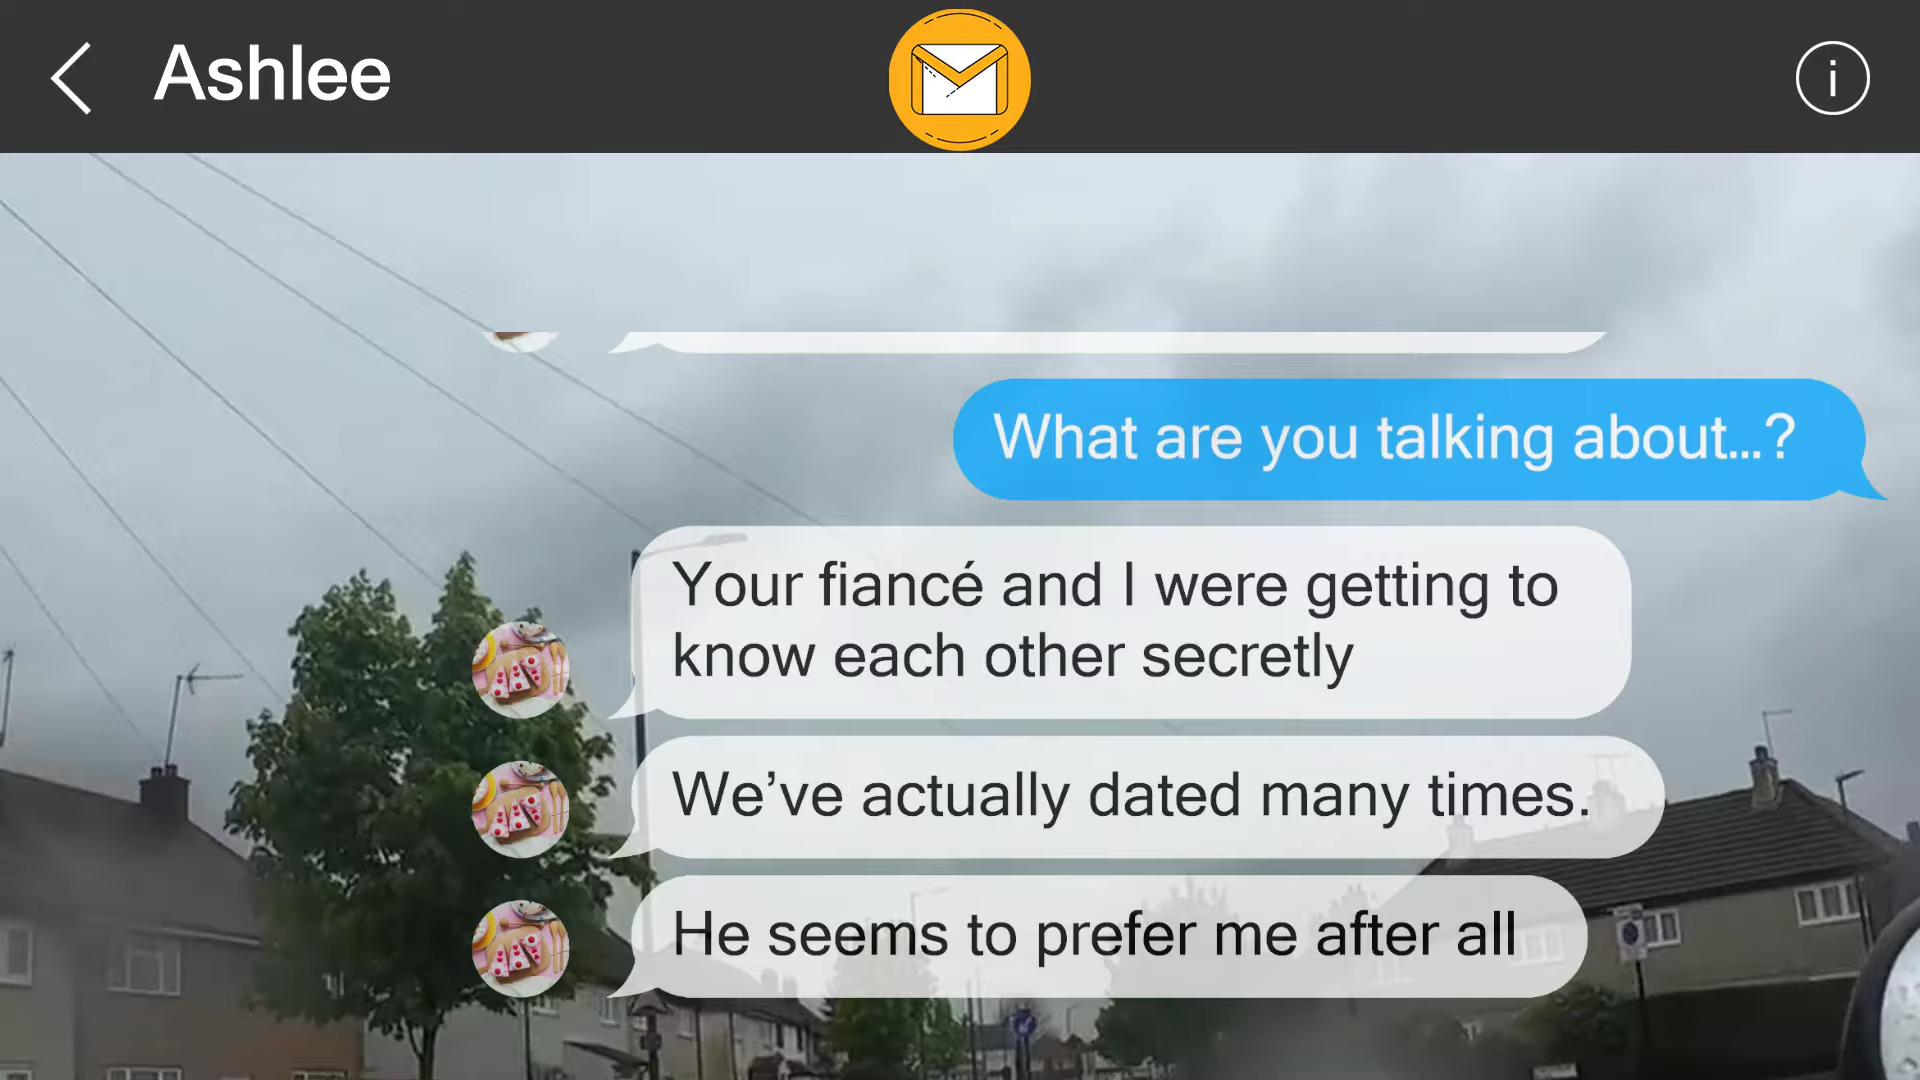 Ashlee
What are you talking about...?
Your fiancé and I were getting to
know each other secretly
We’ve actually dated many times.
He seems to prefer me after all